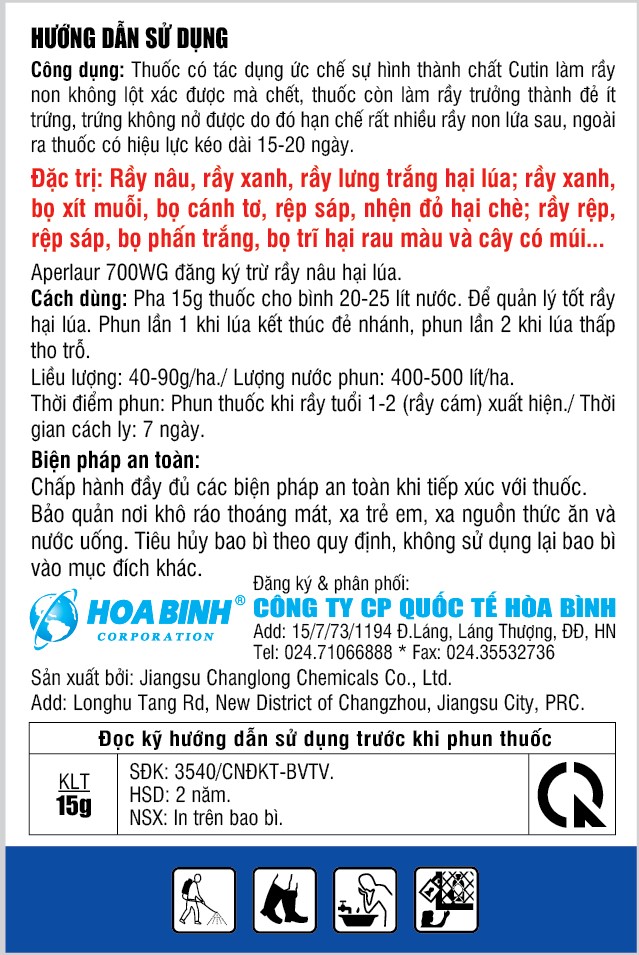 HƯỚNG DẪN SỬ DỤNG
Công dụng: Thuốc có tác dụng ức chế sự hình thành chất Cutin làm rầy
non không lột xác được mà chết, thuốc còn làm rầy trưởng thành đẻ ít
trứng, trứng không nở được do đó hạn chế rất nhiều rầy non lứa sau, ngoài
ra thuốc có hiệu lực kéo dài 15-20 ngày.
Đặc trị: Rầy nâu, rầy xanh, rầy lưng trắng hại lúa; rầy xanh,
bọ xít muỗi, bọ cánh tơ, rệp sáp, nhện đỏ hại chè; rầy rệp,
rệp sáp, bọ phấn trắng, bọ trĩ hại rau màu và cây có múi...
Aperlaur 700WG đăng ký trừ rầy nâu hại lúa.
Cách dùng: Pha 15g thuốc cho bình 20-25 lít nước. Để quản lý tốt rầy
hại lúa. Phun lần 1 khi lúa kết thúc đẻ nhánh, phun lần 2 khi lúa thấp
tho trỗ.
Liều lượng: 40-90g/ha./ Lượng nước phun: 400-500 lít/ha.
Thời điểm phun: Phun thuốc khi rầy tuổi 1-2 (rầy cám) xuất hiện./ Thời
gian cách ly: 7 ngày.
Biện pháp an toàn:
Chấp hành đầy đủ các biện pháp an toàn khi tiếp xúc với thuốc.
Bảo quản nơi khô ráo thoáng mát, xa trẻ em, xa nguồn thức ăn và
nước uống. Tiêu hủy bao bì theo quy định, không sử dụng lại bao bì
vào mục đích khác.
Đăng ký & phân phối:
HOA BINH® CÔNG TY CP QUỐC TẾ HÒA BÌNH
CORPORATION
Add: 15/7/73/1194 Đ.Láng, Láng Thượng, ĐĐ, HN
Tel: 024.71066888 * Fax: 024.35532736
Sản xuất bởi: Jiangsu Changlong Chemicals Co., Ltd.
Add: Longhu Tang Rd, New District of Changzhou, Jiangsu City, PRC.
Đọc kỹ hướng dẫn sử dụng trước khi phun thuốc
KLT
15g
SĐK: 3540/CNĐKT-BVTV.
HSD: 2 năm.
NSX: In trên bao bì.